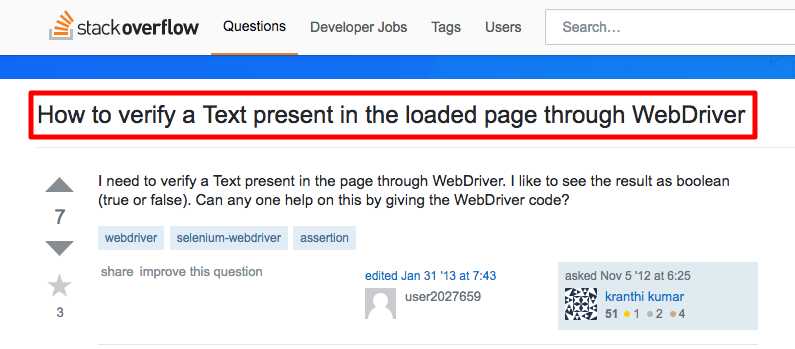 stackoverflow Questions Developer Jobs Tags Users Search...
How to verify a Text present in the loaded page through WebDriver
I need to verify a Text present in the page through WebDriver. I like to see the result as boolean
(true or false). Can any one help on this by giving the WebDriver code?
7
webdriver selenium-webdriver assertion
share improve this question
3
edited Jan 31 '13 at 7:43
user2027659
asked Nov 5 '12 at 6:25
kranthi kumar
51 ●1 ●2 ●4